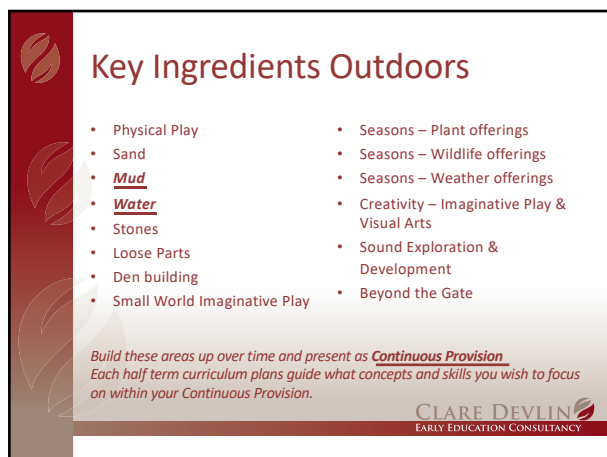 Key Ingredients Outdoors
• Physical Play
• Sand
• Mud
• Water
• Stones
• Loose Parts
• Den building
• Small World Imaginative Play
• Seasons – Plant offerings
• Seasons – Wildlife offerings
• Seasons – Weather offerings
• Creativity – Imaginative Play &
Visual Arts
• Sound Exploration &
Development
• Beyond the Gate
Build these areas up over time and present as Continuous Provision
Each half term curriculum plans guide what concepts and skills you wish to focus
on within your Continuous Provision.
CLARE DEVLIN
EARLY EDUCATION CONSULTANCY